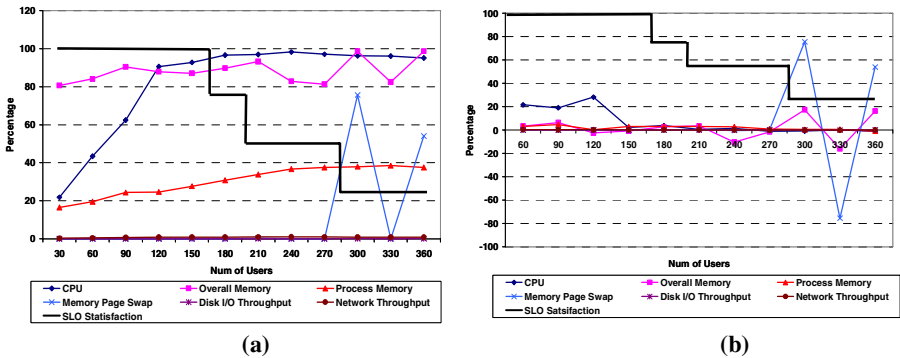 120
100
80
60
40
20
0
Percentage
30 60 90 120 150 180 210 240 270 300 330 360
Num of Users
CPU Overall Memory Process Memory
Memory Page Swap Disk I/O Throughput Network Throughput
SLO Statisfaction
(a)
100
80
60
40
20
0
-20
-40
-60
-80
-100
Percentage
60 90 120 150 180 210 240 270 300 330 360
Num of Users
CPU Overall Memory Process Memory
Memory Page Swap Disk I/O Throughput Network Throughput
SLO Satsifaction
(b)